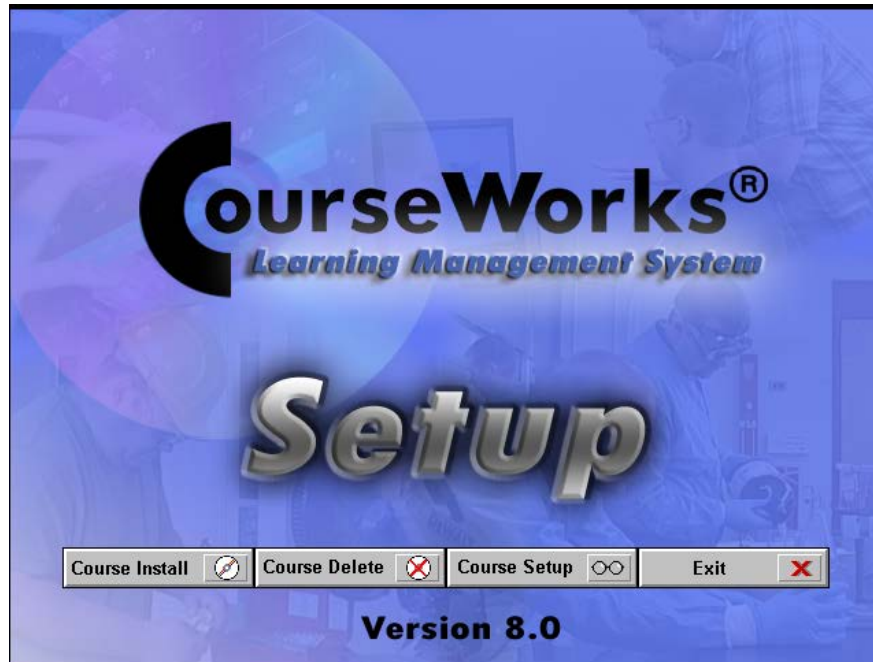 CourseWorks®
Learning Management System
Setup
Course Install Course Delete Course Setup Exit
Version 8.0